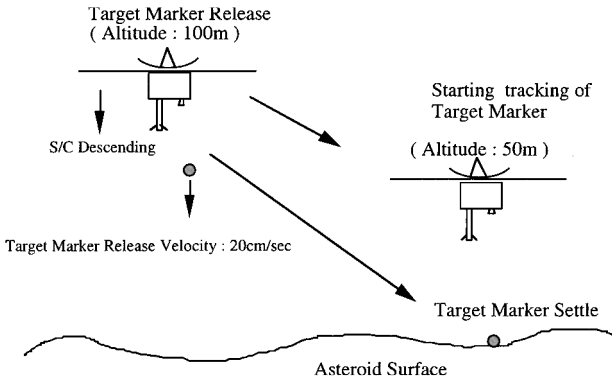 Target Marker Release
( Altitude : 100m )
Starting tracking of
Target Marker
( Altitude : 50m )
S/C Descending
Target Marker Release Velocity : 20cm/sec
Target Marker Settle
Asteroid Surface